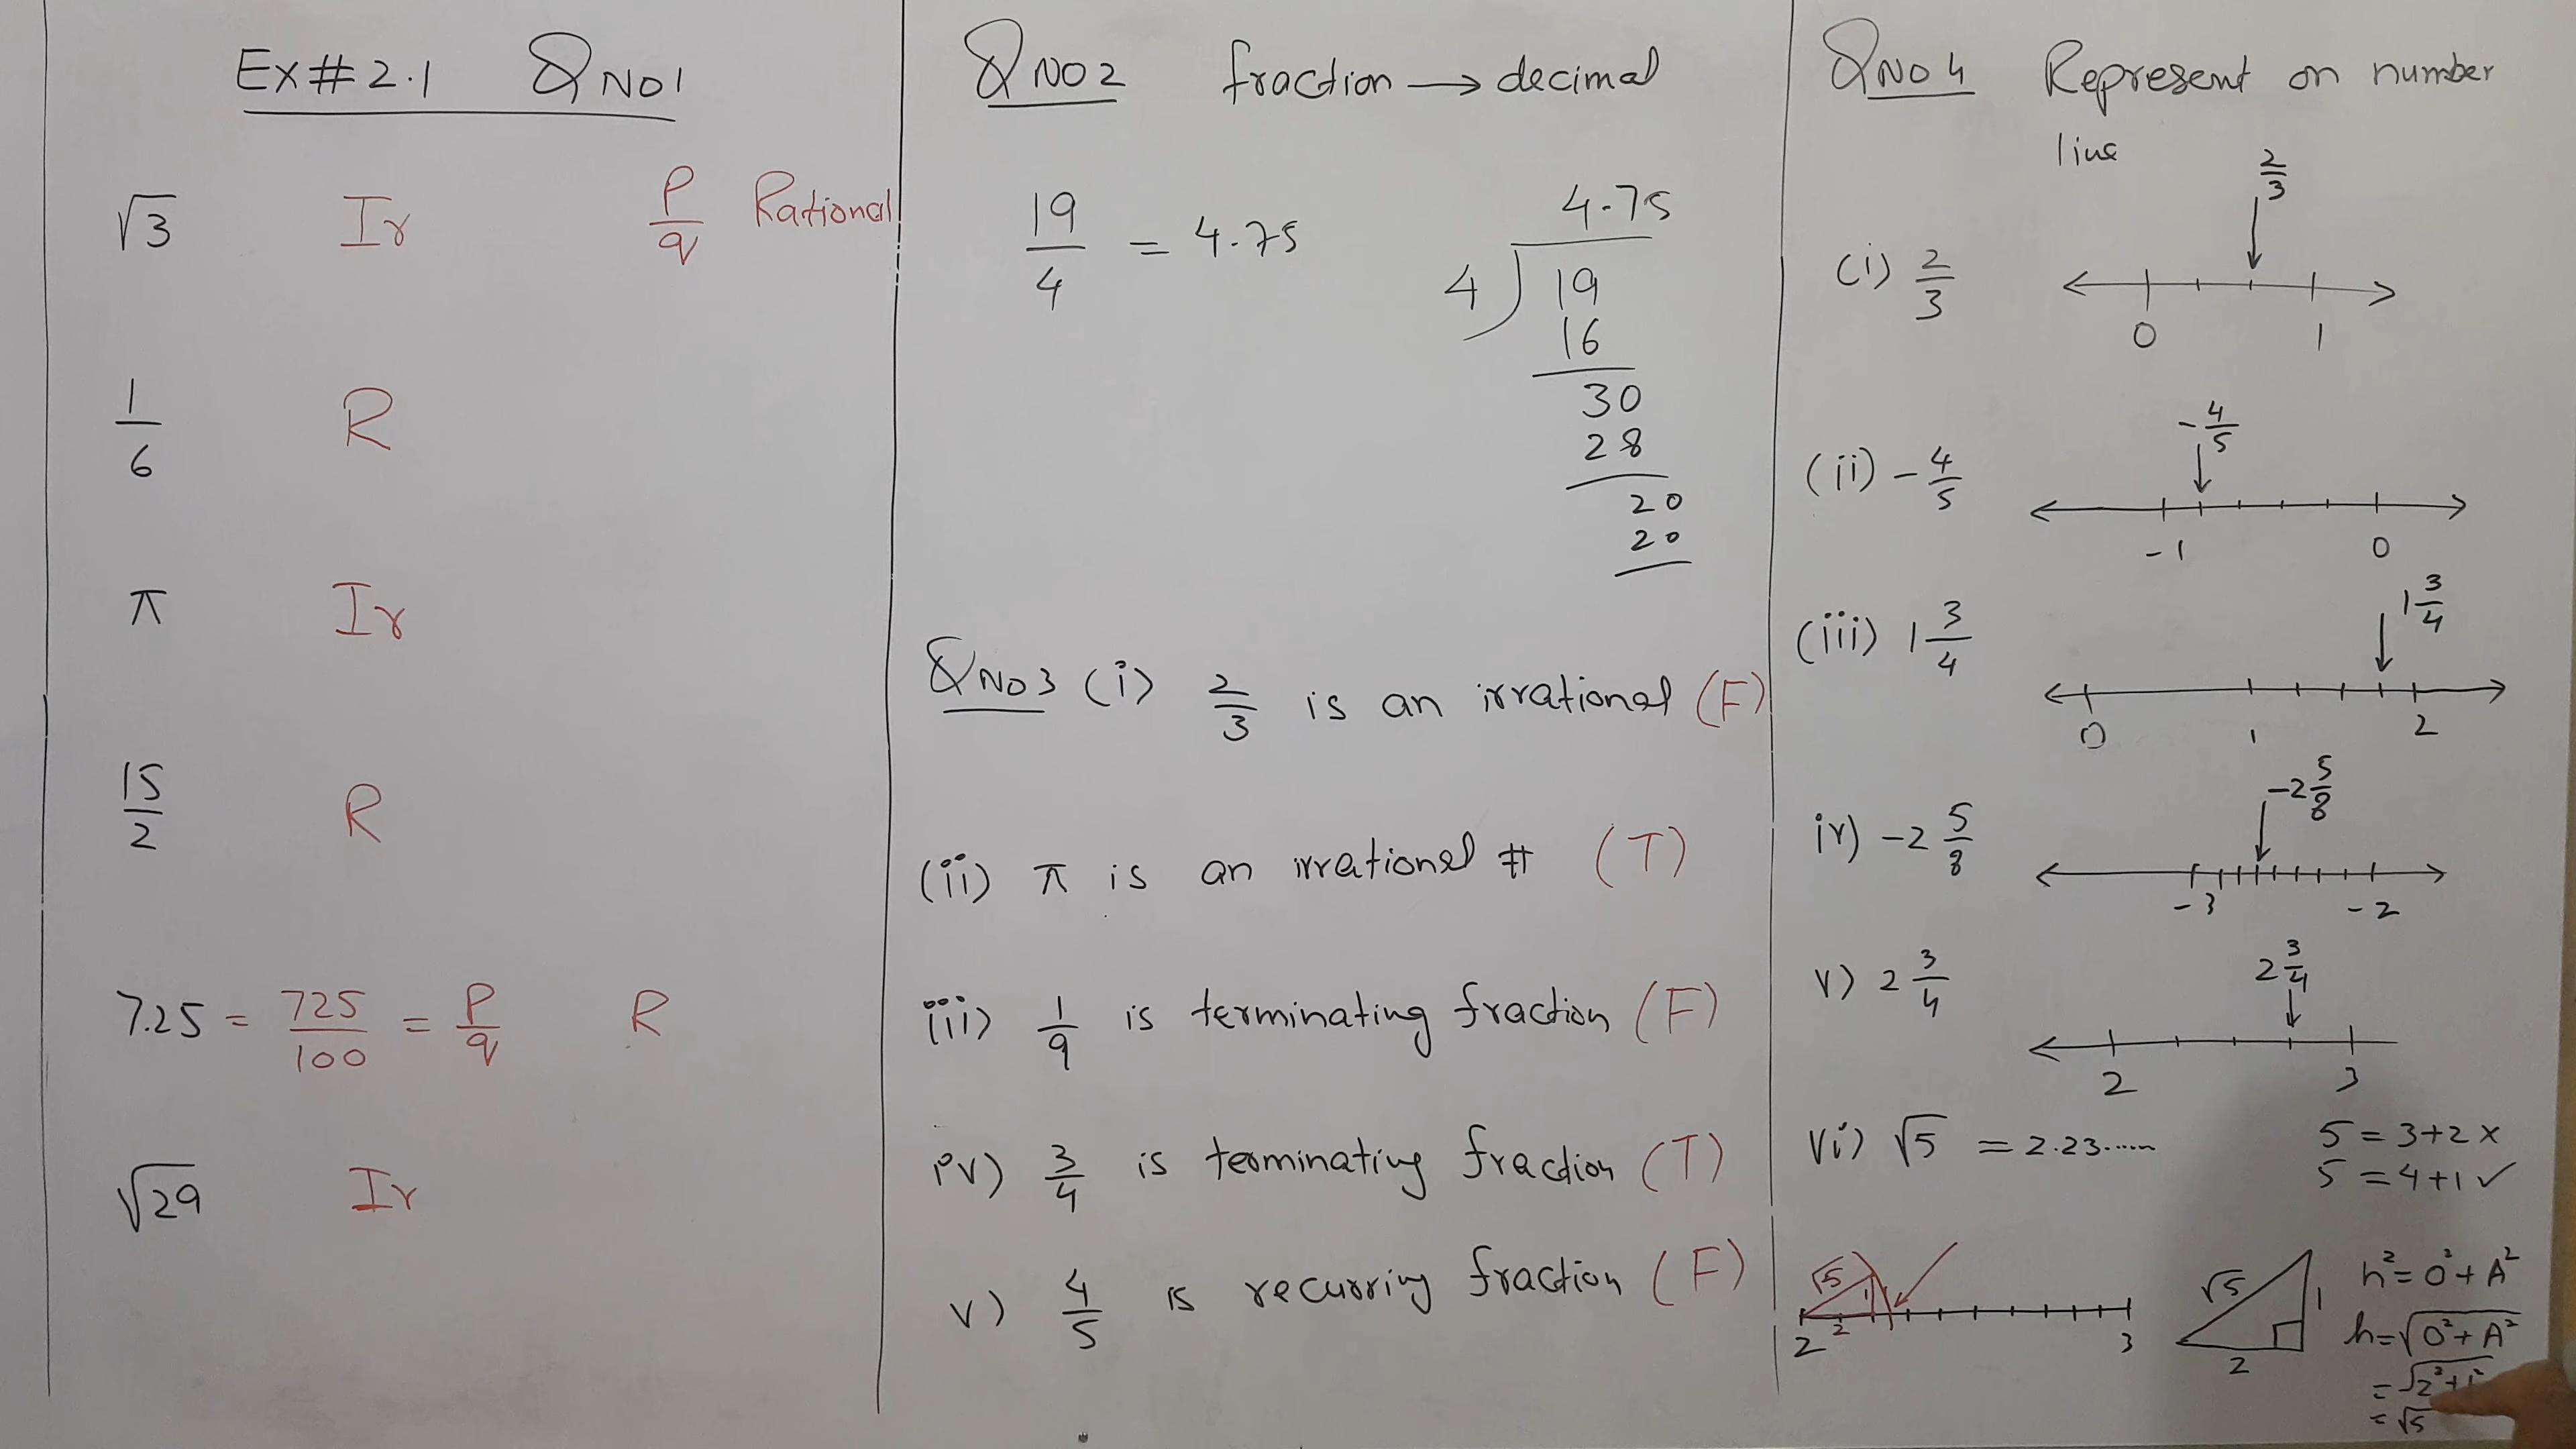 Ex# 2.1 Q NO1
√3 Ir P/q Rational
1/6 R
π Ir
15/2 R
7.25 = 725/100 = P/q R
√29 Ir
Q NO2 fraction → decimal
19/4 = 4.75
4.75
4 ) 19
16
30
28
20
20
Q NO3 (i) 2/3 is an irrational (F)
(ii) π is an irrational # (T)
iii) 1/9 is terminating fraction (F)
iv) 3/4 is terminating fraction (T)
v) 4/5 is recurring fraction (F)
Q NO4 Represent on number
line
2/3
(i) 2/3
0 1
-4/5
(ii) -4/5
-1 0
1 3/4
(iii) 1 3/4
0 1 2
-2 5/8
iv) -2 5/8
-3 -2
2 3/4
v) 2 3/4
2 3
vi) √5 = 2.23......
5 = 3+2 ×
5 = 4+1 ✓
√5 1
2
2 3
√5 1
2
h² = O² + A²
h = √O² + A²
= √2² + 1²
= √5